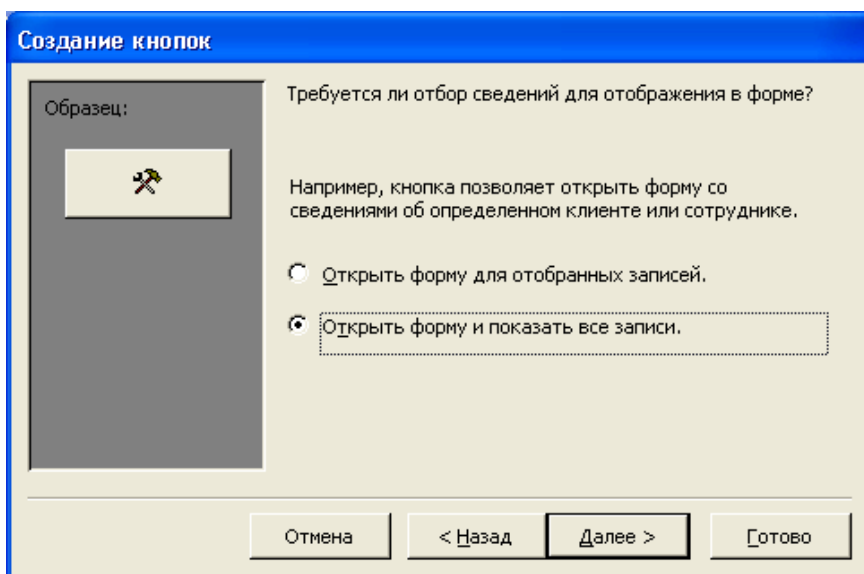 Создание кнопок
Образец:
Требуется ли отбор сведений для отображения в форме?
Например, кнопка позволяет открыть форму со
сведениями об определенном клиенте или сотруднике.
Открыть форму для отобранных записей.
Открыть форму и показать все записи.
Отмена
< Назад
Далее >
Готово